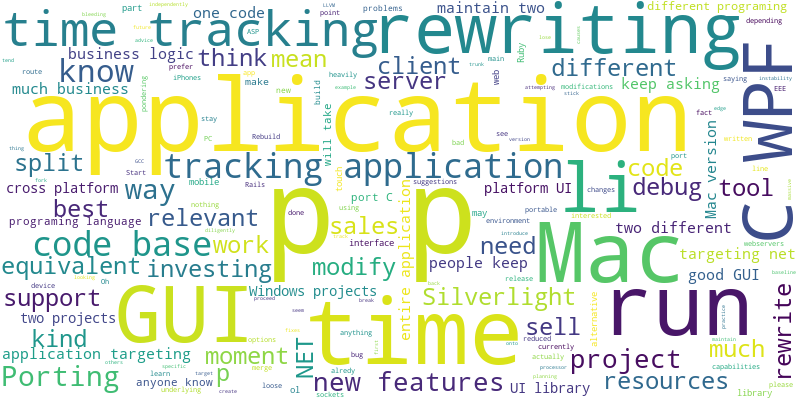 time tracking rewriting
one code
maintain two
different programing
bleeding
part
ASP
LLVM
problems
independently
depending
tend
advice
cross
business logic
think
mean
client
server
different
know
much business
Ruby
iPhones
prefer
make
new
heavily
main
trunk
example
stick
attempting
keep asking
saying
instability
EEE
fact
application
WPF
route
stay
PC
Rebuild
build
will take
modifications
really
see
version
bad
written
edge
port
line
thing
fork
GCC
Start
split
tracking application
li
code
debug
tool
Mac version
cross platform
way
mobile
Rails
touch
platform UI
suggestions
changes
best
relevant
port C
portable
interested
programing language
done
nothing
using
sales
may
environment
introduce
two different
C
code base
work
p
p
need
Mac
targeting net
equivalent
investing
diligently
interface
people keep
release
good GUI
webservers
modify
entire application
Silverlight
alternative
baseline
support
Windows projects
device
Oh
GUI
time
run
two projects
kind
NET
options
proceed
seem
anything
break
currently
sell
project
much
rewrite
practice
maintain
application targeting
moment
bug
alredy
reduced
actually
resources
capabilities
Porting
learn
others
anyone know
specific
target
underlying
p
merge
create
loose
ol
new features
sockets
UI library
onto
processor
planning
library
please